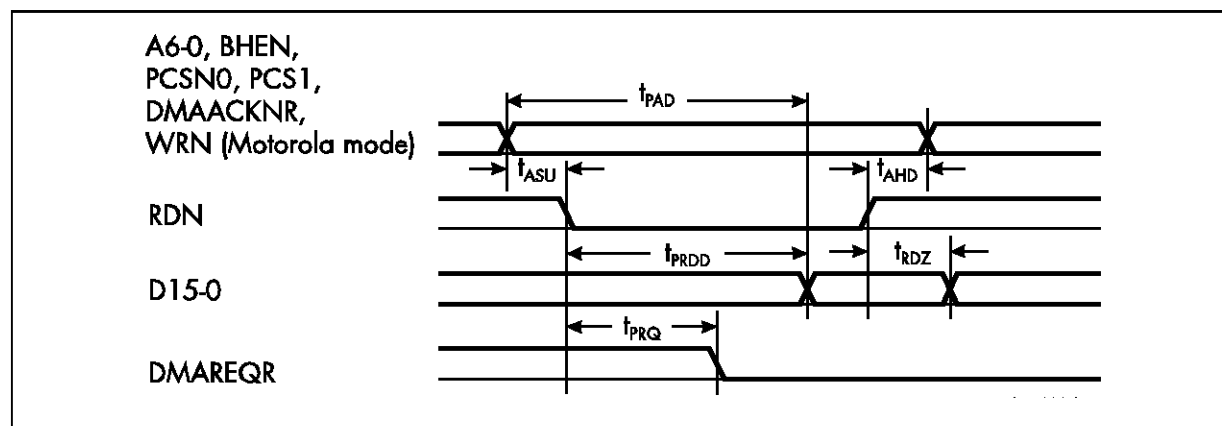 A6-0, BHEN,
PCSN0, PCS1,
DMAACKNR,
WRN (Motorola mode)
tPAD
tASU
tAHD
RDN
tPRDD
tRDZ
D15-0
tPRQ
DMAREQR